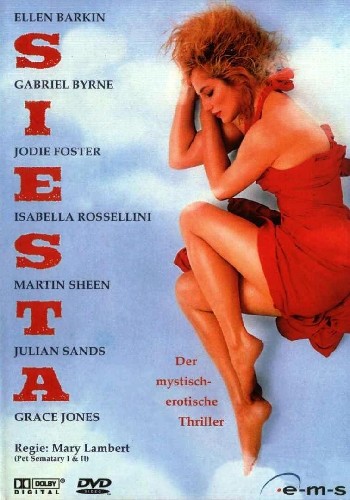 ELLEN BARKIN
S
GABRIEL BYRNE
I
JODIE FOSTER
E
ISABELLA ROSSELLINI
S
MARTIN SHEEN
T
JULIAN SANDS
A
GRACE JONES
Der
mystisch-
erotische
Thriller
Regie: Mary Lambert
(Pet Sematary I & II)
DOLBY
DIGITAL
DVD
VIDEO
e-m-s